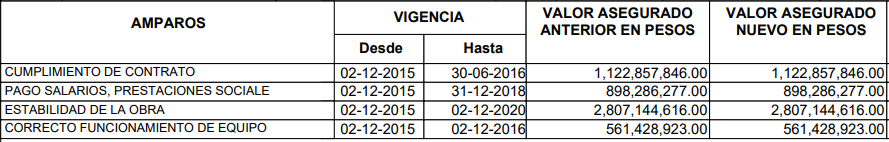 AMPAROS VIGENCIA VALOR ASEGURADO ANTERIOR EN PESOS VALOR ASEGURADO NUEVO EN PESOS
Desde Hasta
CUMPLIMIENTO DE CONTRATO 02-12-2015 30-06-2016 1,122,857,846.00 1,122,857,846.00
PAGO SALARIOS, PRESTACIONES SOCIALE 02-12-2015 31-12-2018 898,286,277.00 898,286,277.00
ESTABILIDAD DE LA OBRA 02-12-2015 02-12-2020 2,807,144,616.00 2,807,144,616.00
CORRECTO FUNCIONAMIENTO DE EQUIPO 02-12-2015 02-12-2016 561,428,923.00 561,428,923.00